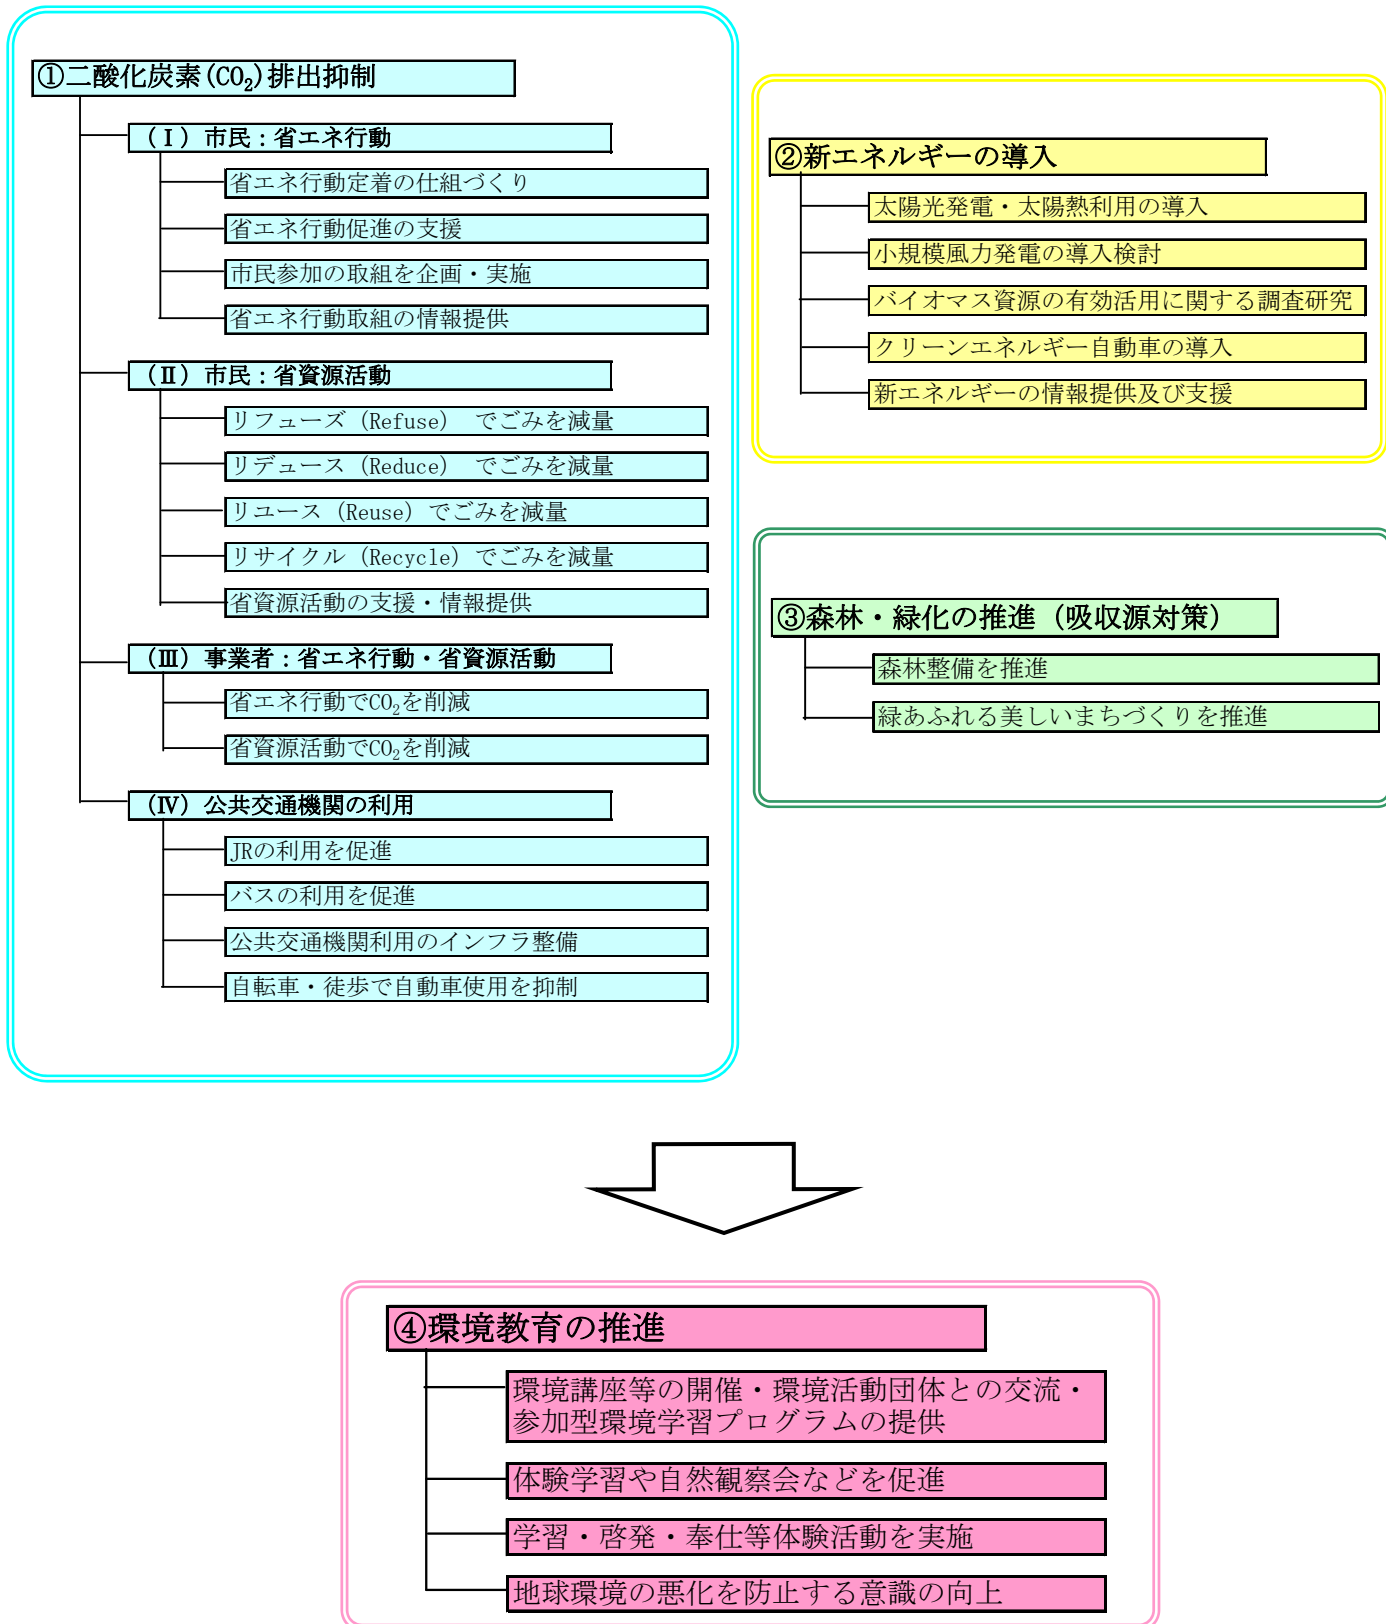 ①二酸化炭素(CO₂)排出抑制
（Ⅰ）市民：省エネ行動
省エネ行動定着の仕組づくり
省エネ行動促進の支援
市民参加の取組を企画・実施
省エネ行動取組の情報提供
（Ⅱ）市民：省資源活動
リフューズ（Refuse） でごみを減量
リデュース（Reduce） でごみを減量
リユース（Reuse）でごみを減量
リサイクル（Recycle）でごみを減量
省資源活動の支援・情報提供
（Ⅲ）事業者：省エネ行動・省資源活動
省エネ行動でCO₂を削減
省資源活動でCO₂を削減
（Ⅳ）公共交通機関の利用
JRの利用を促進
バスの利用を促進
公共交通機関利用のインフラ整備
自転車・徒歩で自動車使用を抑制
②新エネルギーの導入
太陽光発電・太陽熱利用の導入
小規模風力発電の導入検討
バイオマス資源の有効活用に関する調査研究
クリーンエネルギー自動車の導入
新エネルギーの情報提供及び支援
③森林・緑化の推進（吸収源対策）
森林整備を推進
緑あふれる美しいまちづくりを推進
④環境教育の推進
環境講座等の開催・環境活動団体との交流・
参加型環境学習プログラムの提供
体験学習や自然観察会などを促進
学習・啓発・奉仕等体験活動を実施
地球環境の悪化を防止する意識の向上